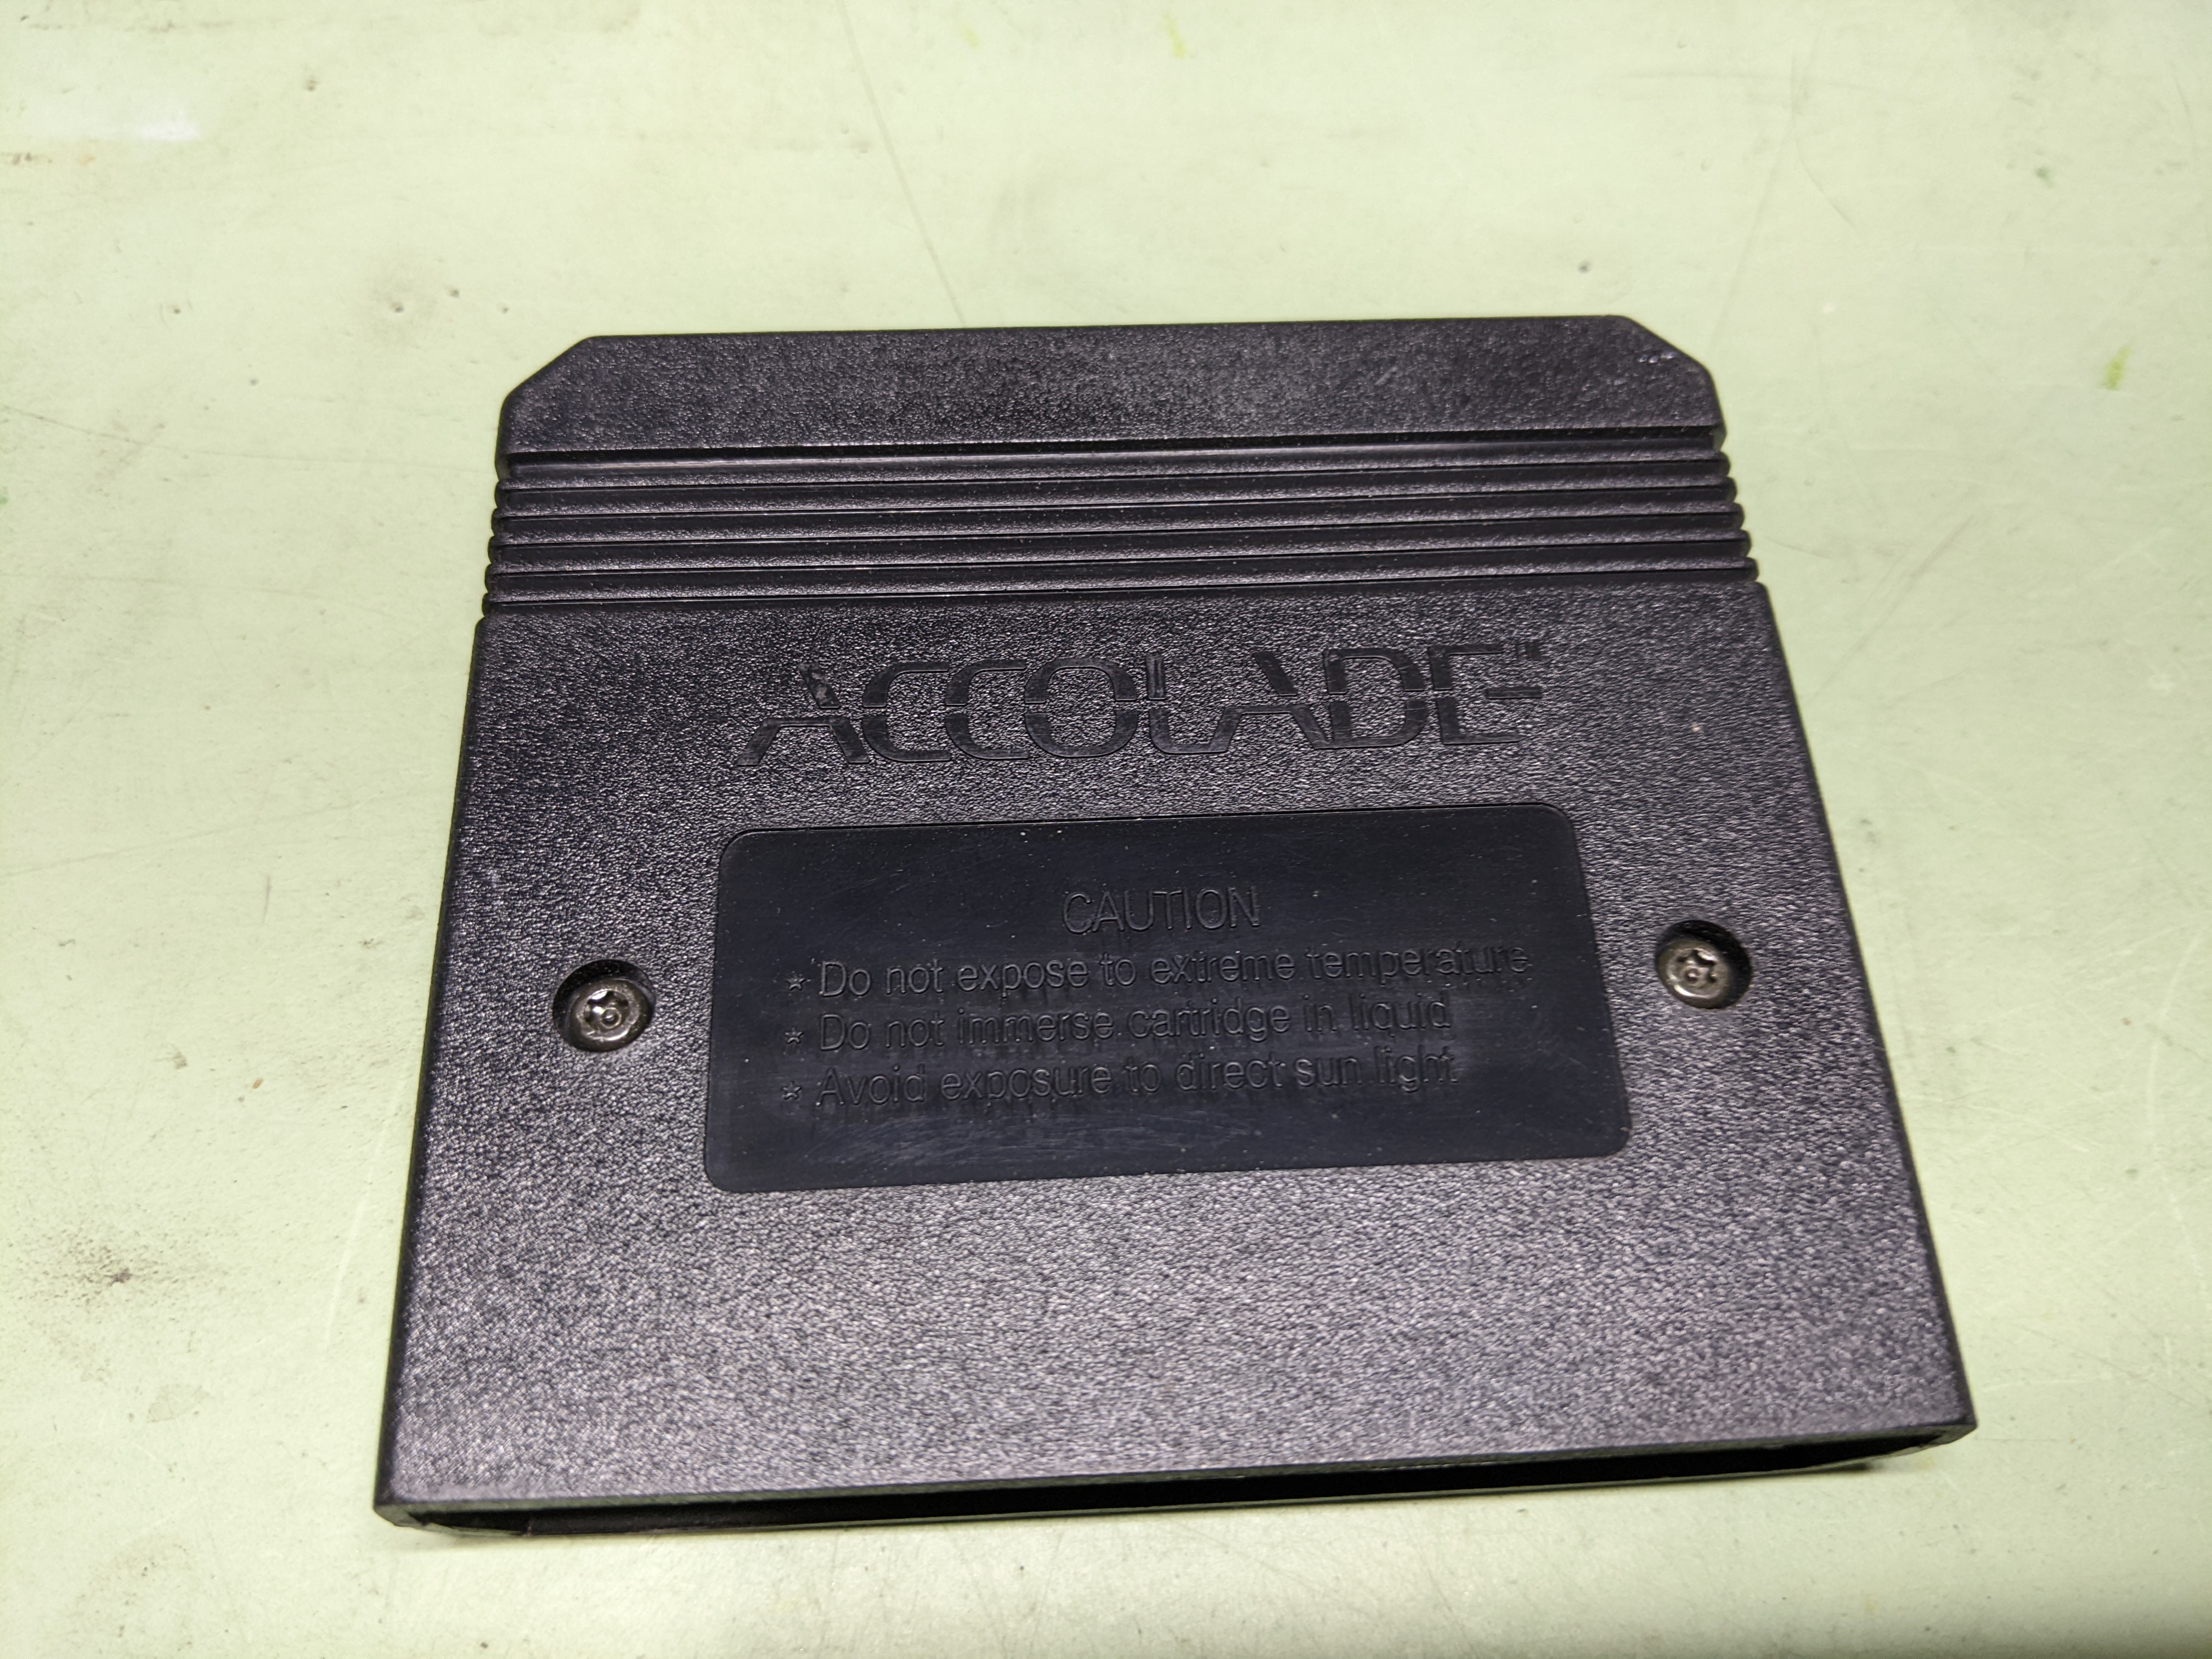 ACCOLADE™
CAUTION
* Do not expose to extreme temperature
* Do not immerse cartridge in liquid
* Avoid exposure to direct sun light